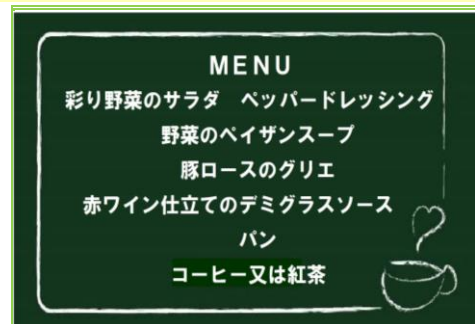 MENU
彩り野菜のサラダ　ペッパードレッシング
野菜のペイザンスープ
豚ロースのグリエ
赤ワイン仕立てのデミグラスソース
パン
コーヒー又は紅茶